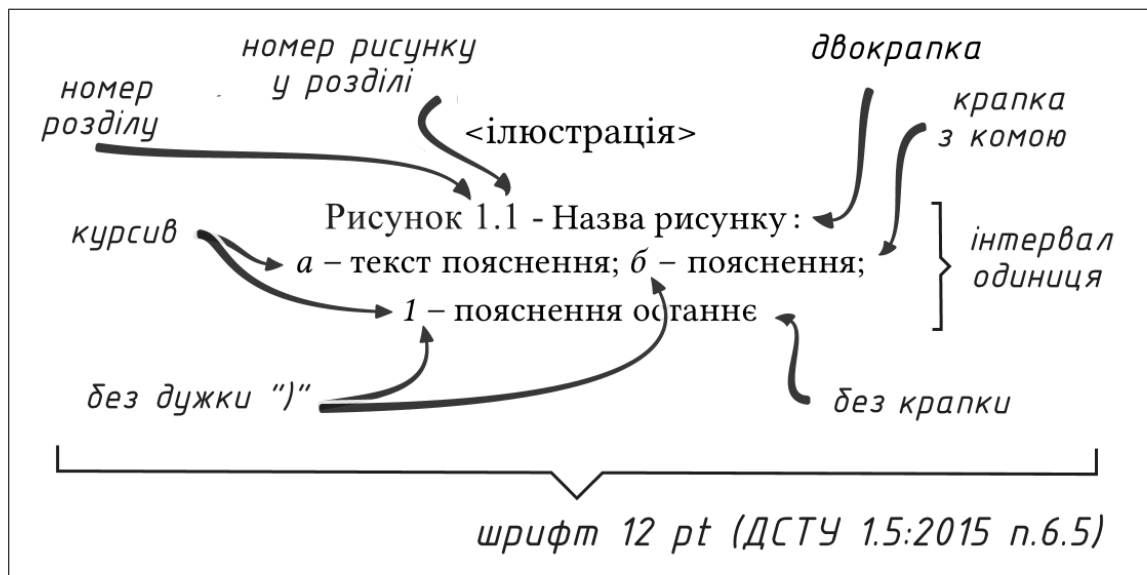 номер рисунку
у розділі
двокрапка
номер
розділу
крапка
з комою
<ілюстрація>
Рисунок 1.1 - Назва рисунку:
курсив
а – текст пояснення; б – пояснення;
інтервал
одиниця
1 – пояснення останнє
без дужки ")"
без крапки
шрифт 12 pt (ДСТУ 1.5:2015 п.6.5)